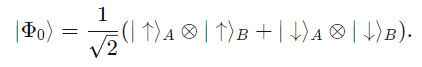 |Φ₀⟩ = 1/√2 (| ↑⟩_A ⊗ | ↑⟩_B + | ↓⟩_A ⊗ | ↓⟩_B).